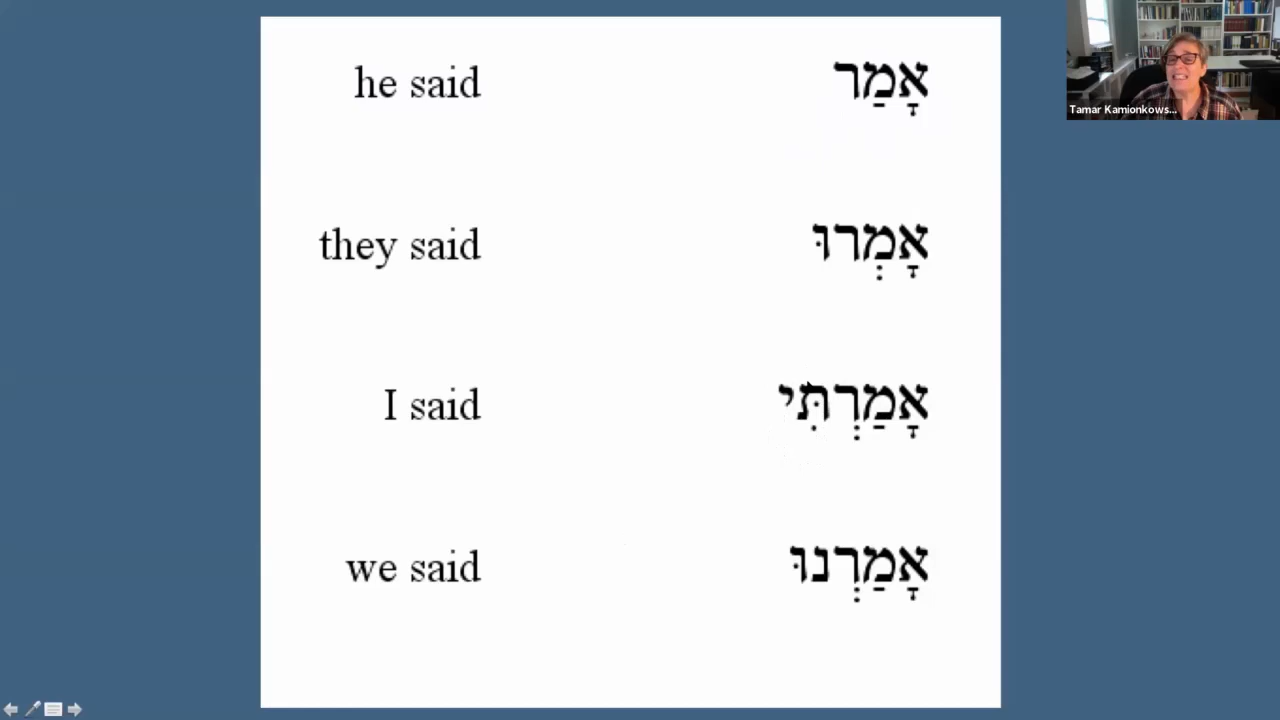 he said אָמַר
Tamar Kamionkows...
they said אָמְרוּ
I said אָמַרְתִּי
we said אָמַרְנוּ